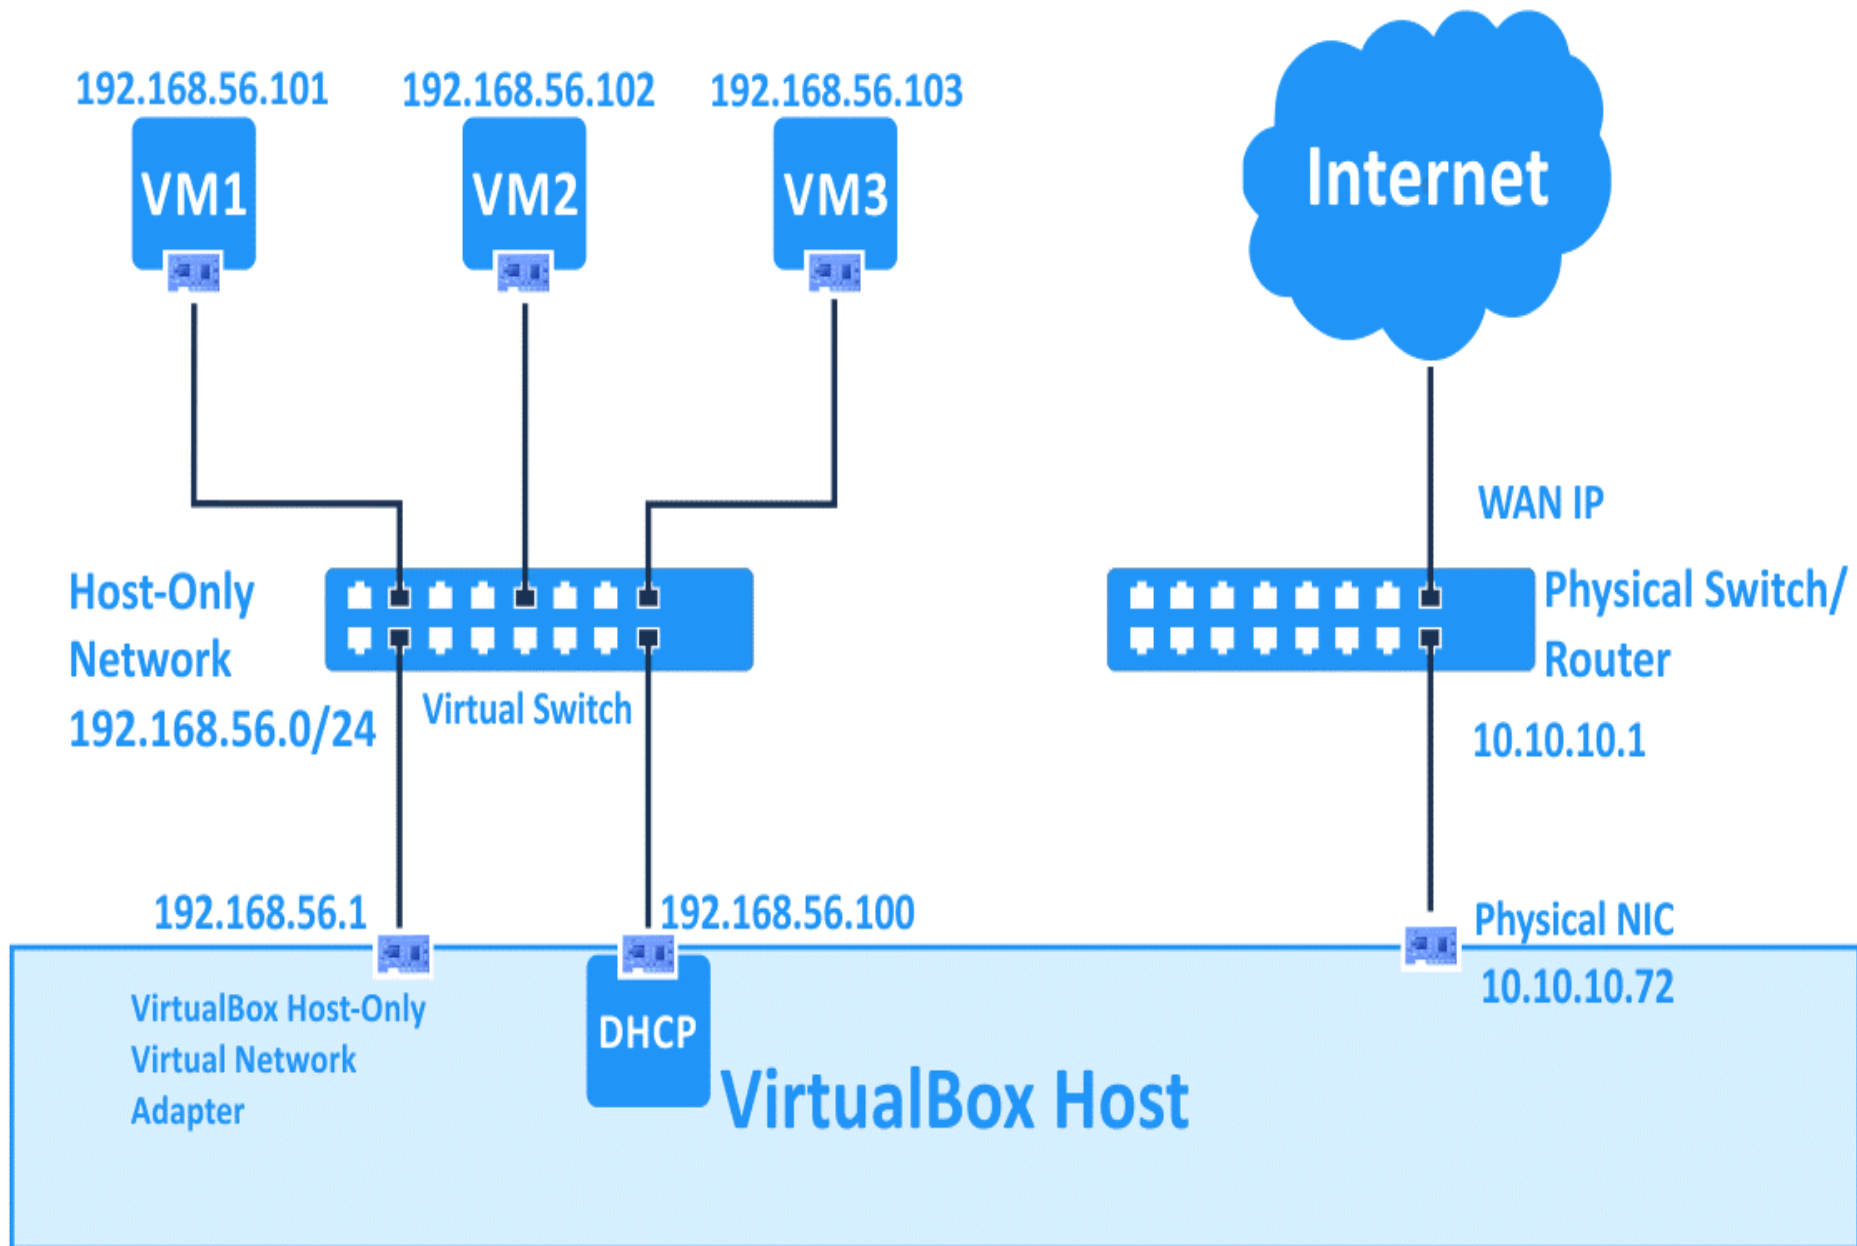 192.168.56.101
192.168.56.102
192.168.56.103
VM1
VM2
VM3
Internet
WAN IP
Host-Only
Network
192.168.56.0/24
Virtual Switch
Physical Switch/
Router
10.10.10.1
192.168.56.1
192.168.56.100
Physical NIC
10.10.10.72
VirtualBox Host-Only
Virtual Network
Adapter
DHCP
VirtualBox Host